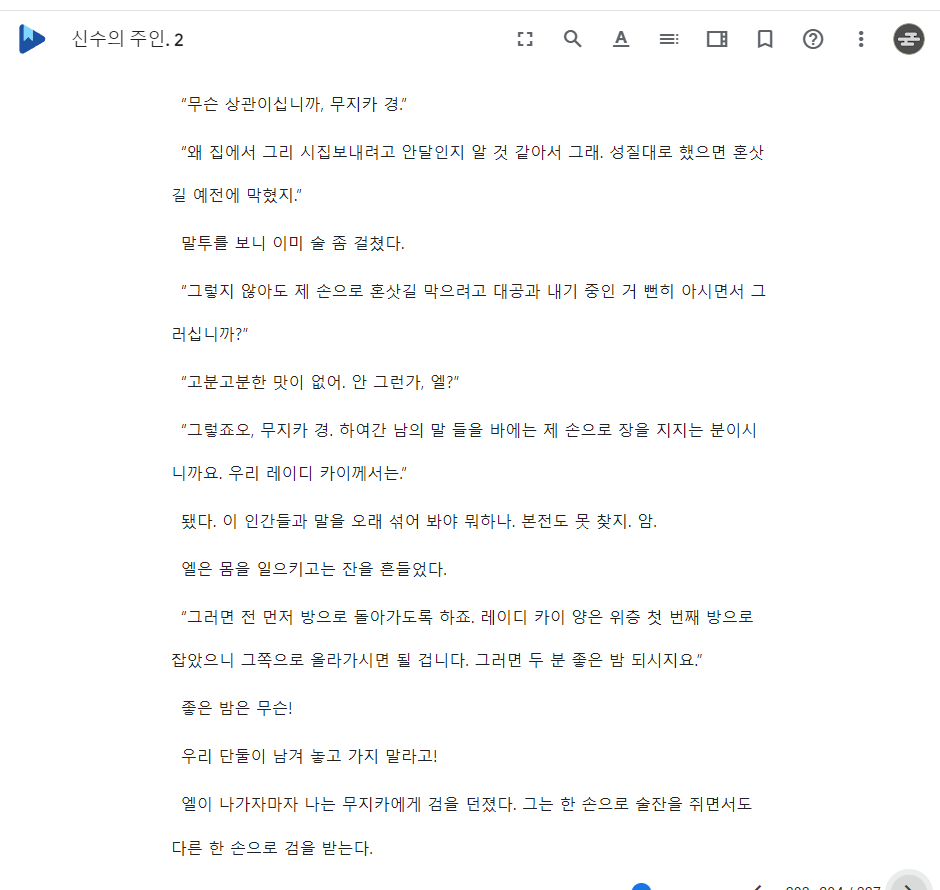 신수의 주인. 2
“무슨 상관이십니까, 무지카 경.”
“왜 집에서 그리 시집보내려고 안달인지 알 것 같아서 그래. 성질대로 했으면 혼삿
길 예전에 막혔지.”
말투를 보니 이미 술 좀 걸쳤다.
“그렇지 않아도 제 손으로 혼삿길 막으려고 대공과 내기 중인 거 뻔히 아시면서 그
러십니까?”
“고분고분한 맛이 없어. 안 그런가, 엘?”
“그렇죠오, 무지카 경. 하여간 남의 말 들을 바에는 제 손으로 장을 지지는 분이시
니까요. 우리 레이디 카이께서는.”
됐다. 이 인간들과 말을 오래 섞어 봐야 뭐하나. 본전도 못 찾지. 암.
엘은 몸을 일으키고는 잔을 흔들었다.
“그러면 전 먼저 방으로 돌아가도록 하죠. 레이디 카이 양은 위층 첫 번째 방으로
잡았으니 그쪽으로 올라가시면 될 겁니다. 그러면 두 분 좋은 밤 되시지요.”
좋은 밤은 무슨!
우리 단둘이 남겨 놓고 가지 말라고!
엘이 나가자마자 나는 무지카에게 검을 던졌다. 그는 한 손으로 술잔을 쥐면서도
다른 한 손으로 검을 받는다.